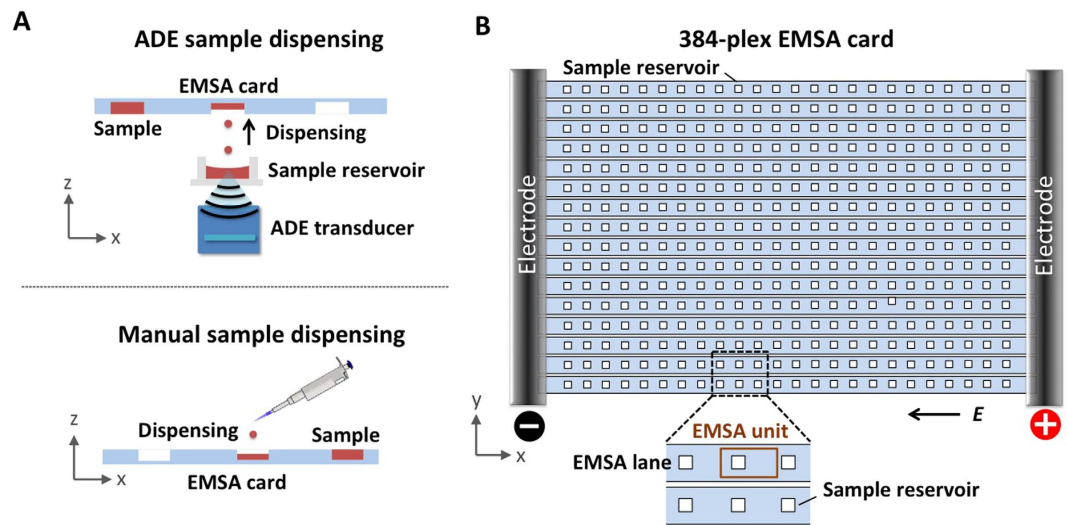 A
ADE sample dispensing
EMSA card
Sample
Dispensing
Sample reservoir
ADE transducer
z
x
Manual sample dispensing
Dispensing
Sample
EMSA card
z
x
B
384-plex EMSA card
Sample reservoir
Electrode
Electrode
E
y
x
EMSA unit
EMSA lane
Sample reservoir